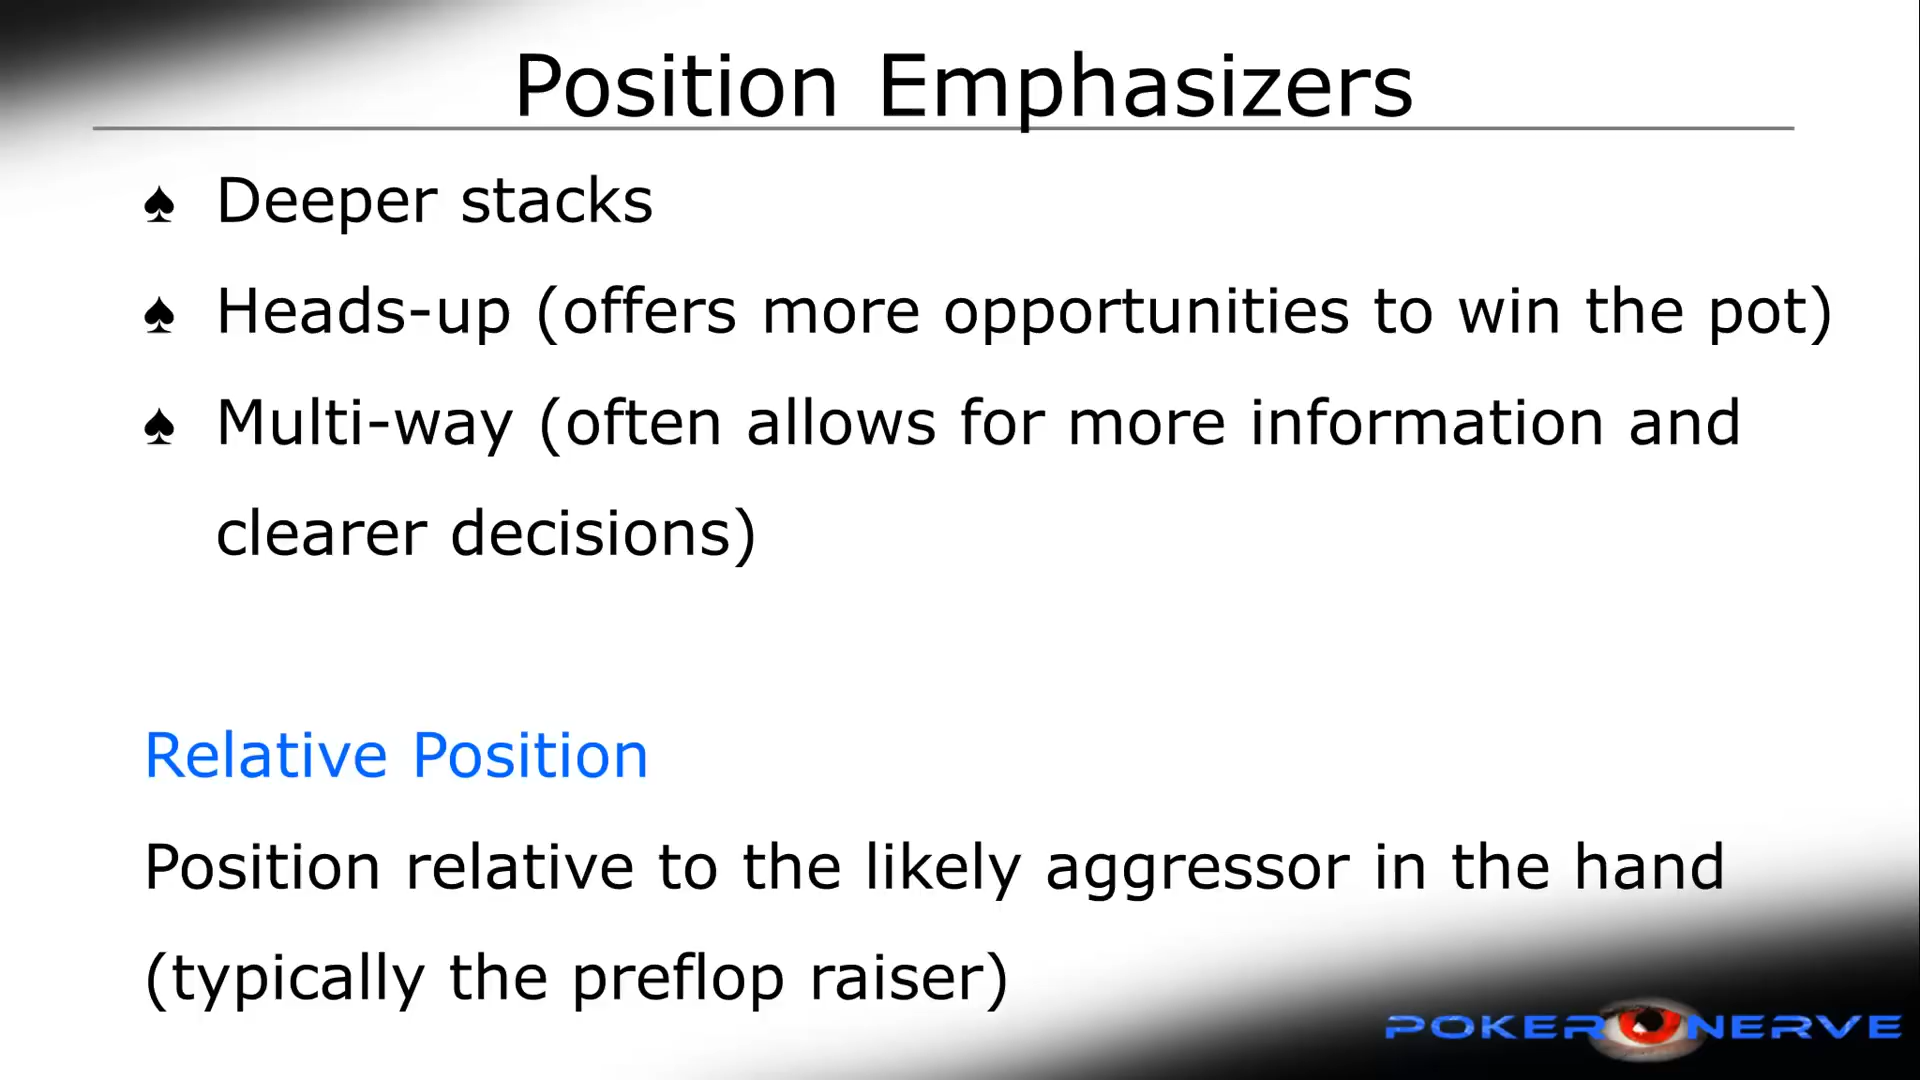 Position Emphasizers
♠ Deeper stacks
♠ Heads-up (offers more opportunities to win the pot)
♠ Multi-way (often allows for more information and
clearer decisions)
Relative Position
Position relative to the likely aggressor in the hand
(typically the preflop raiser)
POKER NERVE